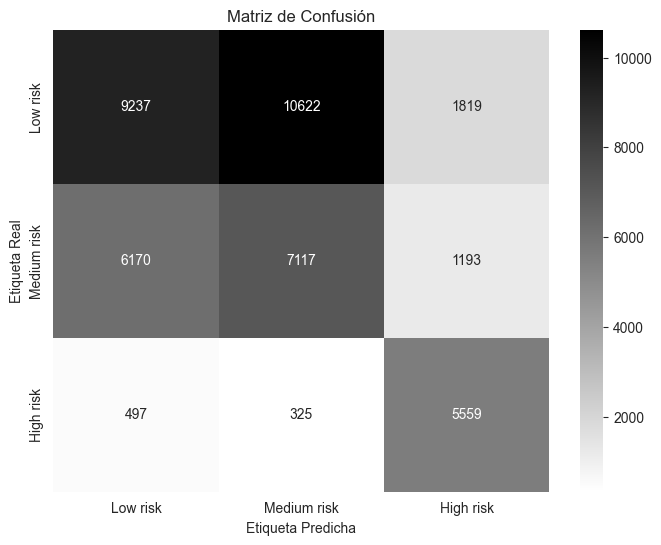 Matriz de Confusión
Etiqueta Real
Low risk
Medium risk
High risk
9237 10622 1819
6170 7117 1193
497 325 5559
Low risk Medium risk High risk
Etiqueta Predicha
10000
8000
6000
4000
2000